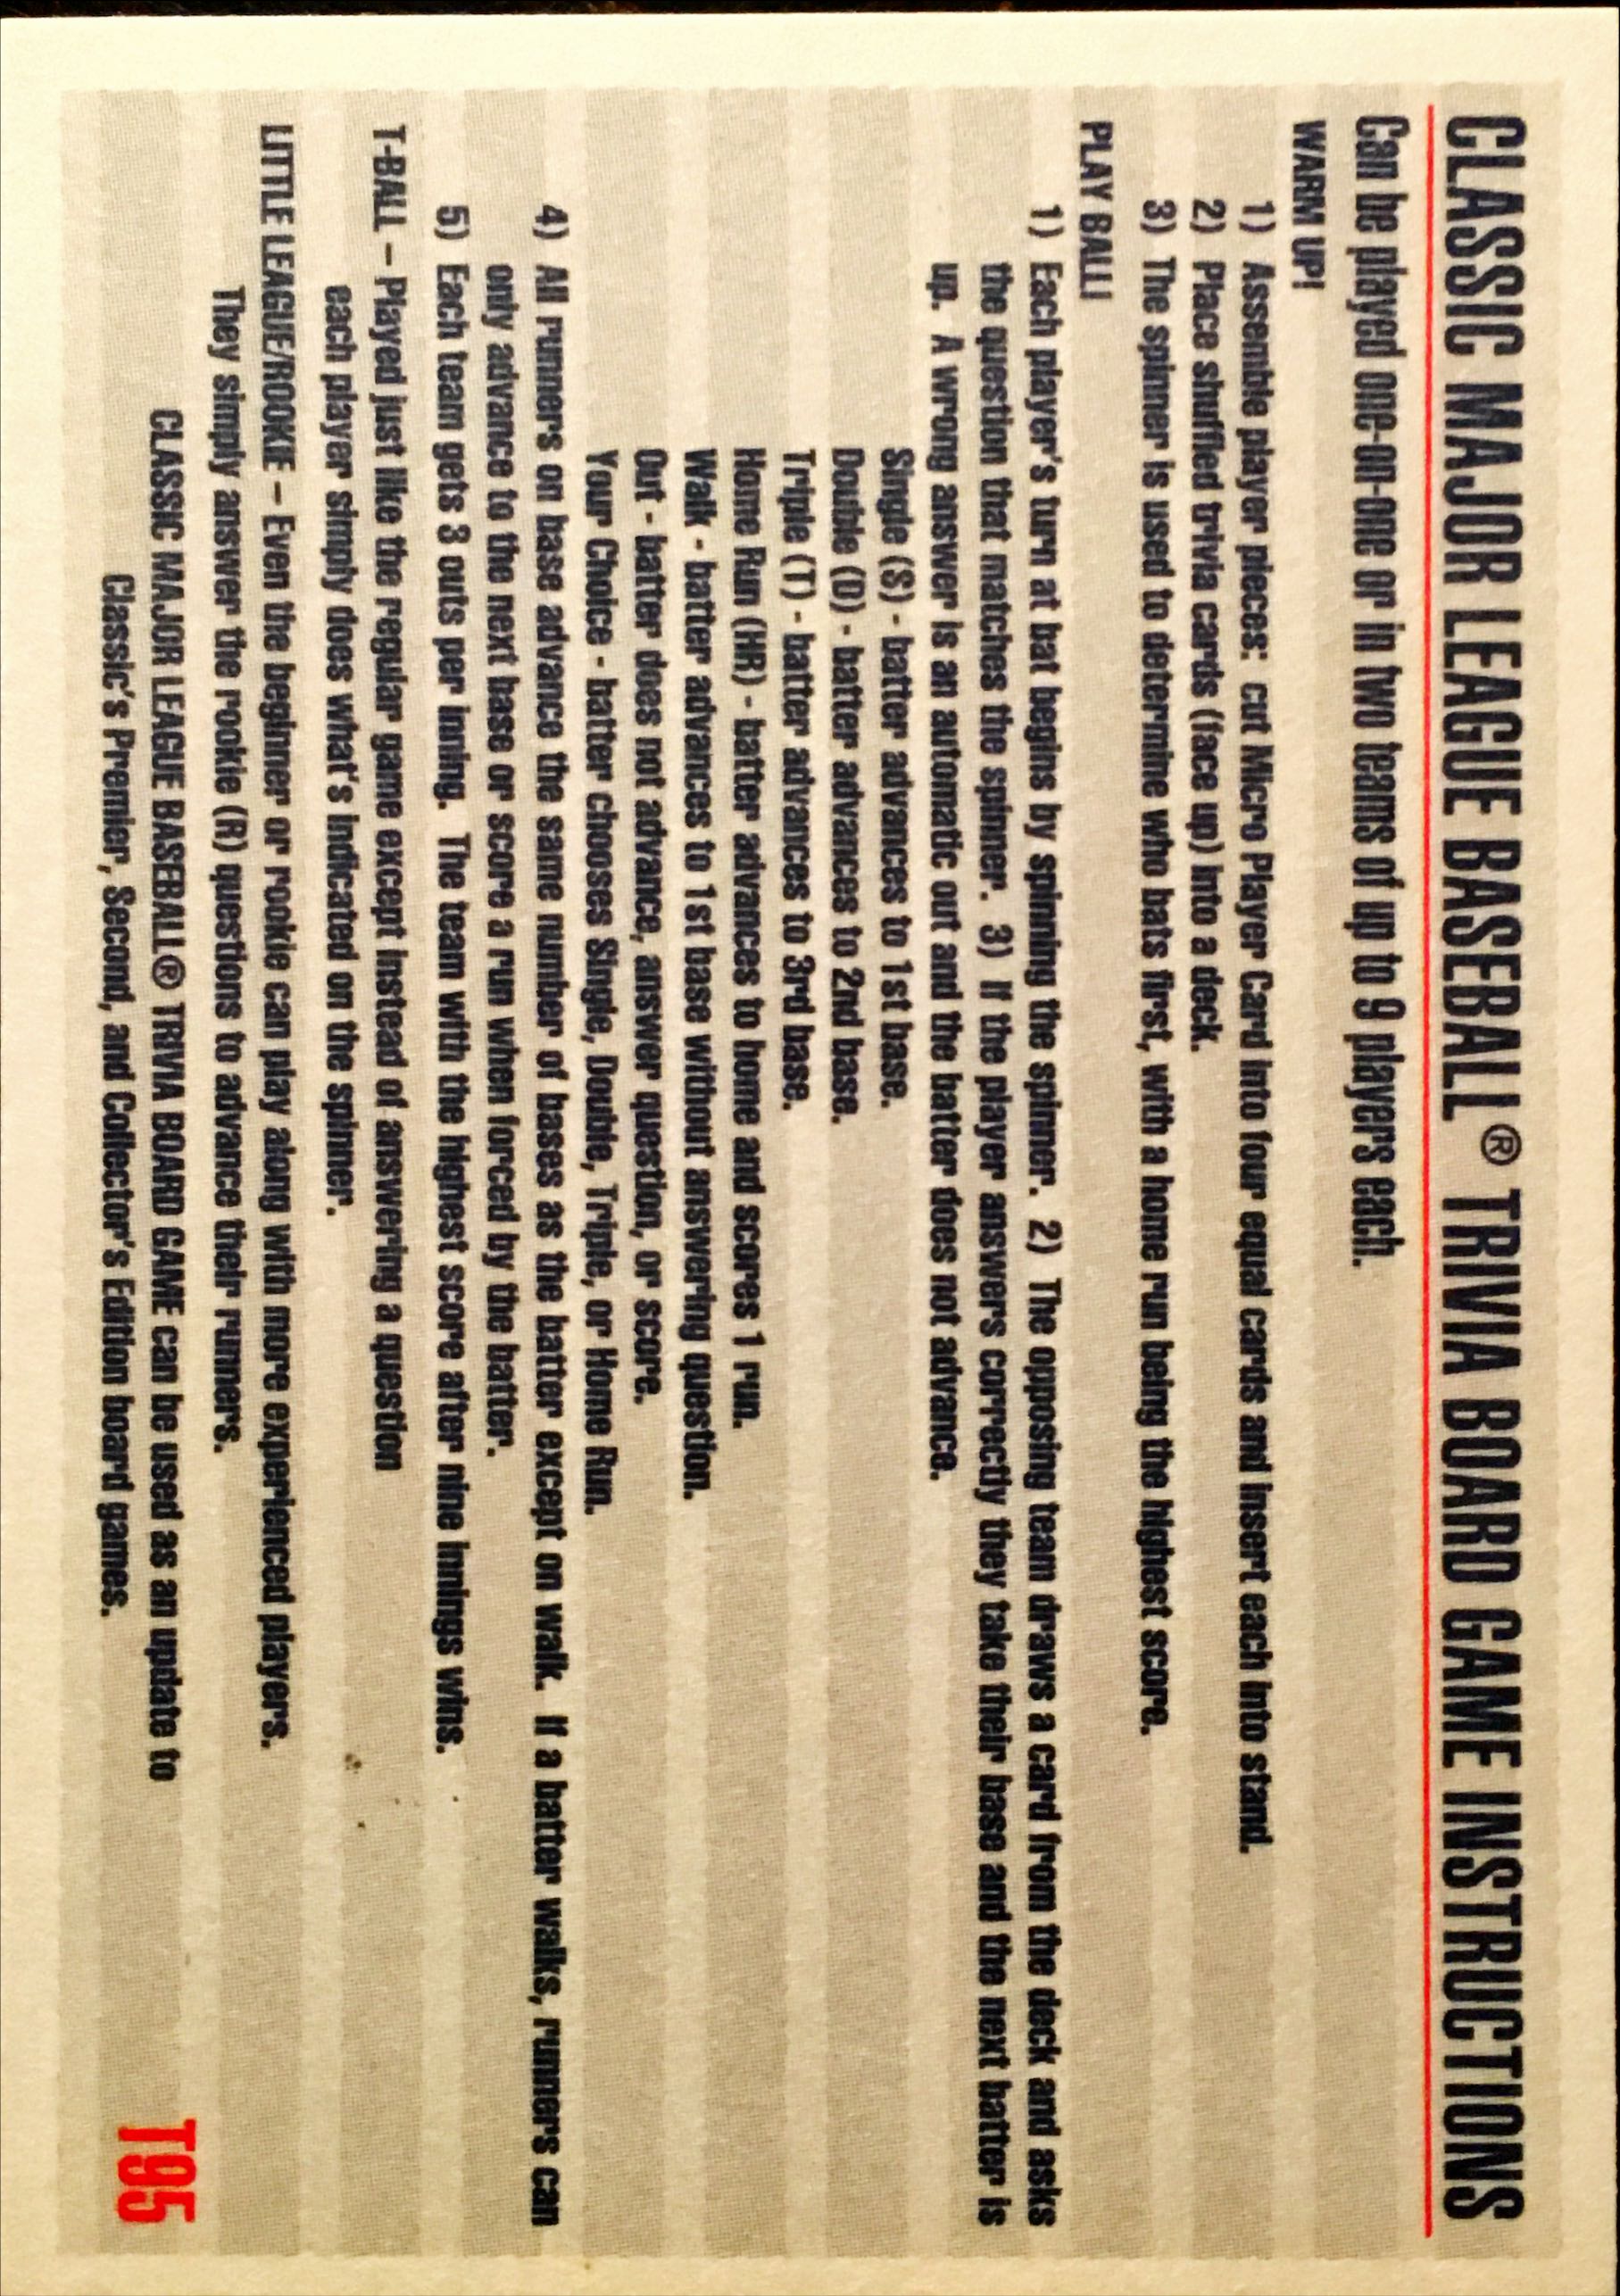 CLASSIC MAJOR LEAGUE BASEBALL® TRIVIA BOARD GAME INSTRUCTIONS
Can be played one-on-one or in two teams of up to 9 players each.
WARM UP!
1) Assemble player pieces: cut Micro Player Card into four equal cards and insert each into stand.
2) Place shuffled trivia cards (face up) into a deck.
3) The spinner is used to determine who bats first, with a home run being the highest score.
PLAY BALL!
1) Each player's turn at bat begins by spinning the spinner. 2) The opposing team draws a card from the deck and asks
the question that matches the spinner. 3) If the player answers correctly they take their base and the next batter is
up. A wrong answer is an automatic out and the batter does not advance.
Single (S) - batter advances to 1st base.
Double (D) - batter advances to 2nd base.
Triple (T) - batter advances to 3rd base.
Home Run (HR) - batter advances to home and scores 1 run.
Walk - batter advances to 1st base without answering question.
Out - batter does not advance, answer question, or score.
Your Choice - batter chooses Single, Double, Triple, or Home Run.
4) All runners on base advance the same number of bases as the batter except on walk. If a batter walks, runners can
only advance to the next base or score a run when forced by the batter.
5) Each team gets 3 outs per inning. The team with the highest score after nine innings wins.
T-BALL – Played just like the regular game except instead of answering a question
each player simply does what's indicated on the spinner.
LITTLE LEAGUE/ROOKIE – Even the beginner or rookie can play along with more experienced players.
They simply answer the rookie (R) questions to advance their runners.
CLASSIC MAJOR LEAGUE BASEBALL® TRIVIA BOARD GAME can be used as an update to
Classic's Premier, Second, and Collector's Edition board games.
T95